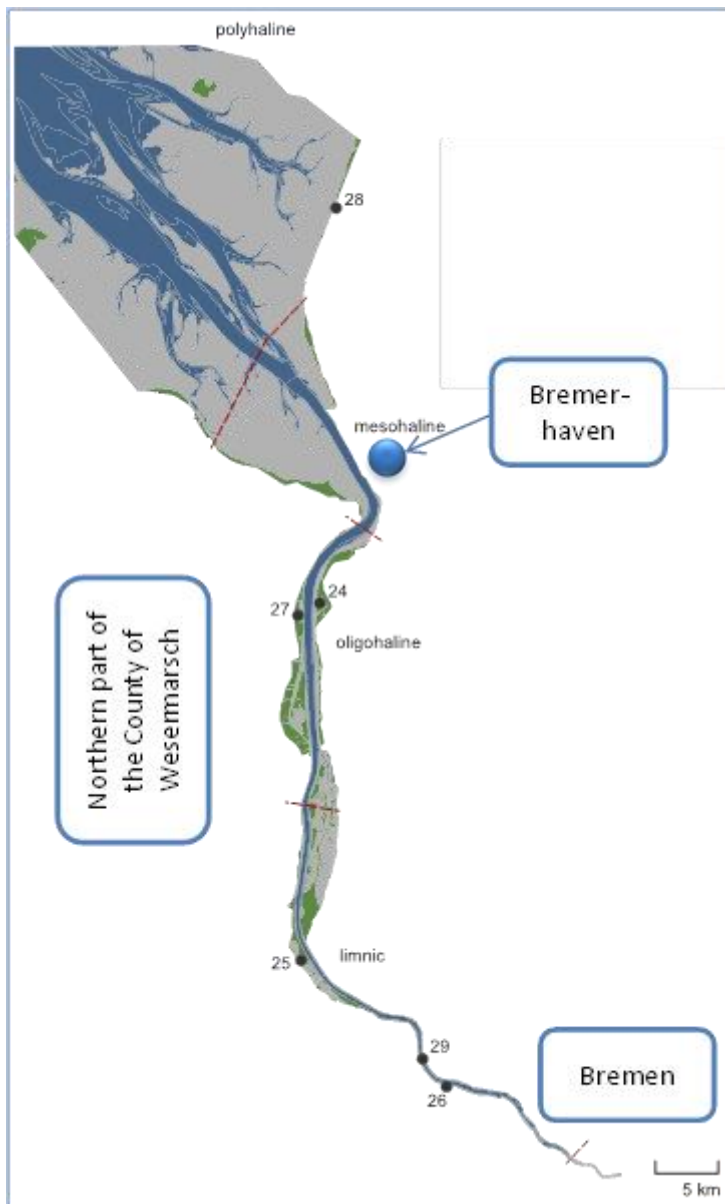 polyhaline
28
Bremer-
haven
mesohaline
24
27
oligohaline
Northern part of
the County of
Wesermarsch
25
limnic
29
26
Bremen
5 km